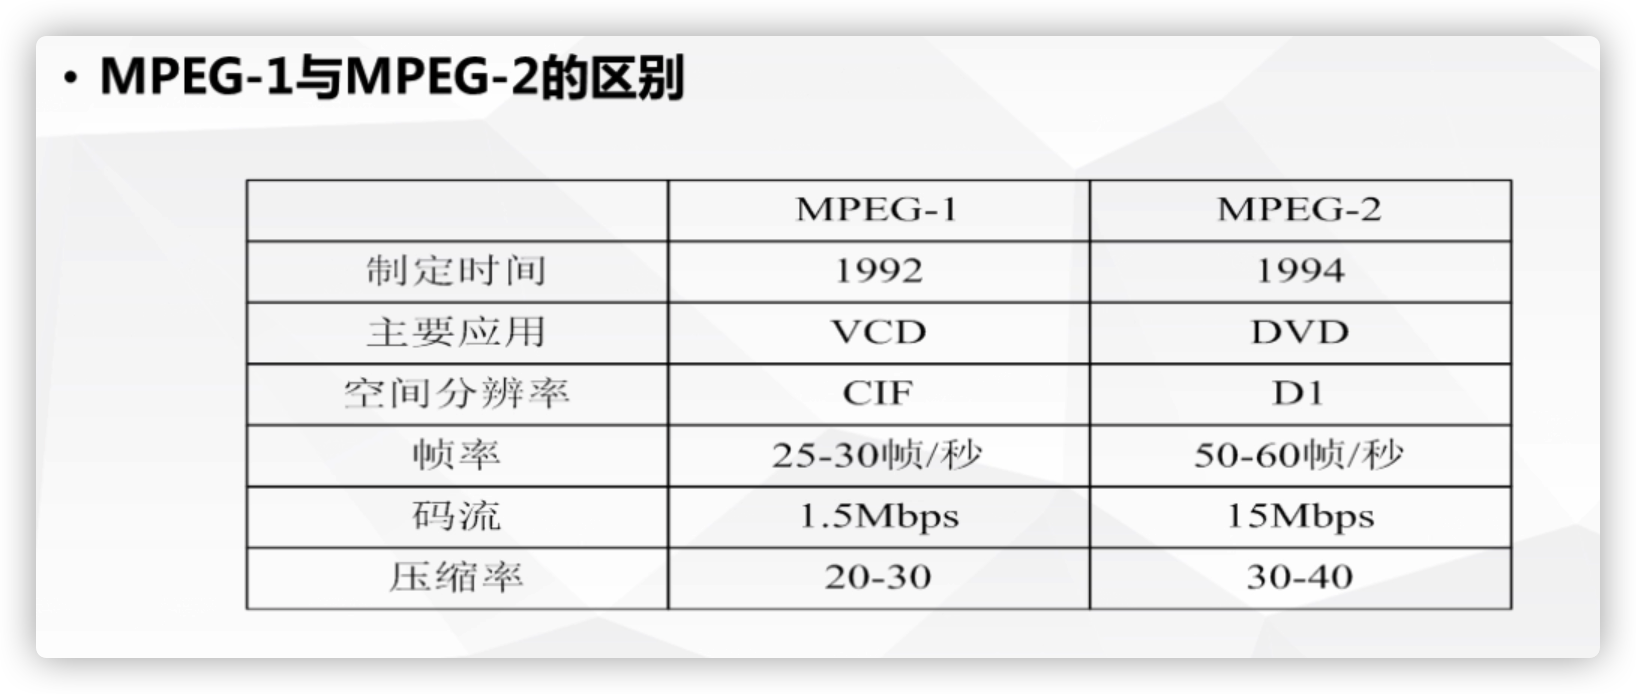 • MPEG-1与MPEG-2的区别
MPEG-1 MPEG-2
制定时间 1992 1994
主要应用 VCD DVD
空间分辨率 CIF D1
帧率 25-30帧/秒 50-60帧/秒
码流 1.5Mbps 15Mbps
压缩率 20-30 30-40